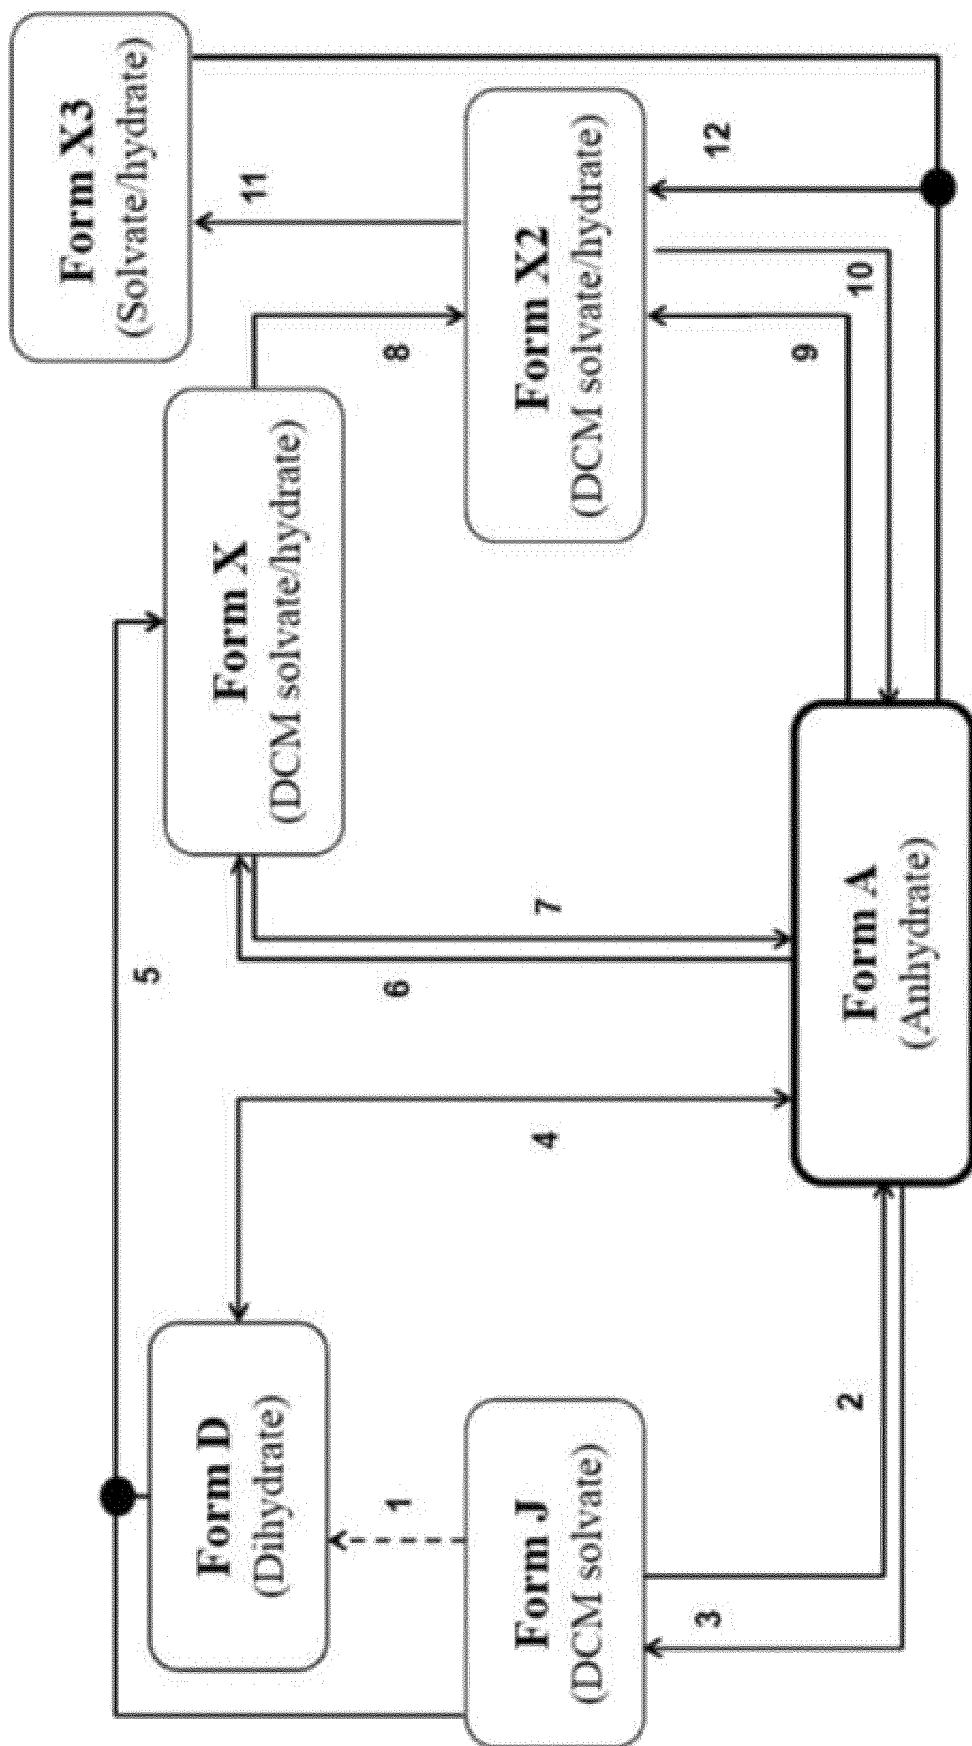 5
Form D
(Dihydrate)
Form X
(DCM solvate/hydrate)
Form X3
(Solvate/hydrate)
1
4
6
7
8
11
Form J
(DCM solvate)
Form X2
(DCM solvate/hydrate)
3
2
9
10
12
Form A
(Anhydrate)